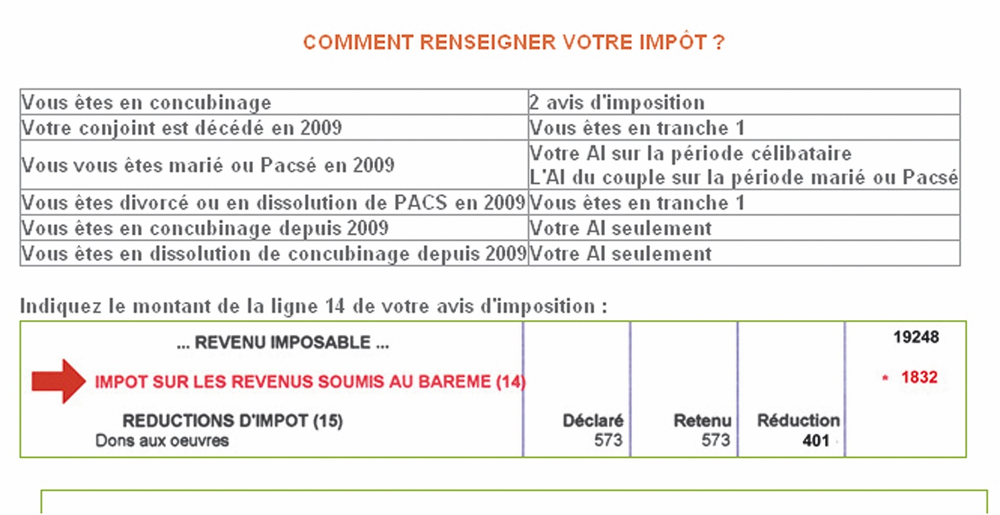 COMMENT RENSEIGNER VOTRE IMPÔT ?
Vous êtes en concubinage 2 avis d'imposition
Votre conjoint est décédé en 2009 Vous êtes en tranche 1
Vous vous êtes marié ou Pacsé en 2009 Votre AI sur la période célibataire
L'AI du couple sur la période marié ou Pacsé
Vous êtes divorcé ou en dissolution de PACS en 2009 Vous êtes en tranche 1
Vous êtes en concubinage depuis 2009 Votre AI seulement
Vous êtes en dissolution de concubinage depuis 2009 Votre AI seulement
Indiquez le montant de la ligne 14 de votre avis d'imposition :
... REVENU IMPOSABLE ... 19248
IMPOT SUR LES REVENUS SOUMIS AU BAREME (14) * 1832
REDUCTIONS D'IMPOT (15) Déclaré Retenu Réduction
Dons aux oeuvres 573 573 401